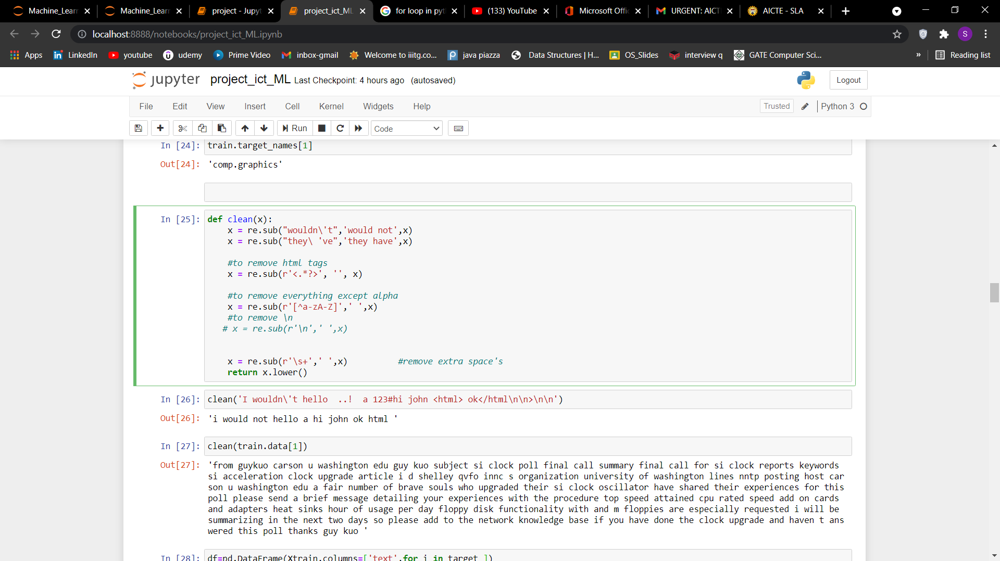 Machine_Lear
Machine_Lear
project - Jupyt
project_ict_ML
for loop in pyt
(133) YouTube
Microsoft Offi
URGENT: AICT
AICTE - SLA
localhost:8888/notebooks/project_ict_ML.ipynb
S
Apps
LinkedIn
youtube
udemy
Prime Video
inbox-gmail
Welcome to iiitg.co...
java piazza
Data Structures | H...
OS_Slides
interview q
GATE Computer Sci...
»
Reading list
jupyter
project_ict_ML Last Checkpoint: 4 hours ago (autosaved)
Logout
File Edit View Insert Cell Kernel Widgets Help
Trusted
Python 3
Run
Code
In [24]: train.target_names[1]
Out[24]: 'comp.graphics'
In [25]: def clean(x):
x = re.sub("wouldn\'t",'would not',x)
x = re.sub("they\ 've",'they have',x)
#to remove html tags
x = re.sub(r'<.*?>', '', x)
#to remove everything except alpha
x = re.sub(r'[^a-zA-Z]',' ',x)
#to remove \n
# x = re.sub(r'\n',' ',x)
x = re.sub(r'\s+',' ',x) #remove extra space's
return x.lower()
In [26]: clean('I wouldn\'t hello  ..!  a 123#hi john <html> ok</html\n\n>\n\n')
Out[26]: 'i would not hello a hi john ok html '
In [27]: clean(train.data[1])
Out[27]: 'from guykuo carson u washington edu guy kuo subject si clock poll final call summary final call for si clock reports keywords
si acceleration clock upgrade article i d shelley qvfo innc s organization university of washington lines nntp posting host car
son u washington edu a fair number of brave souls who upgraded their si clock oscillator have shared their experiences for this
poll please send a brief message detailing your experiences with the procedure top speed attained cpu rated speed add on cards
and adapters heat sinks hour of usage per day floppy disk functionality with and m floppies are especially requested i will be
summarizing in the next two days so please add to the network knowledge base if you have done the clock upgrade and haven t ans
wered this poll thanks guy kuo '
In [28]: df=pd.DataFrame(Xtrain,columns=['text',for i in target ])